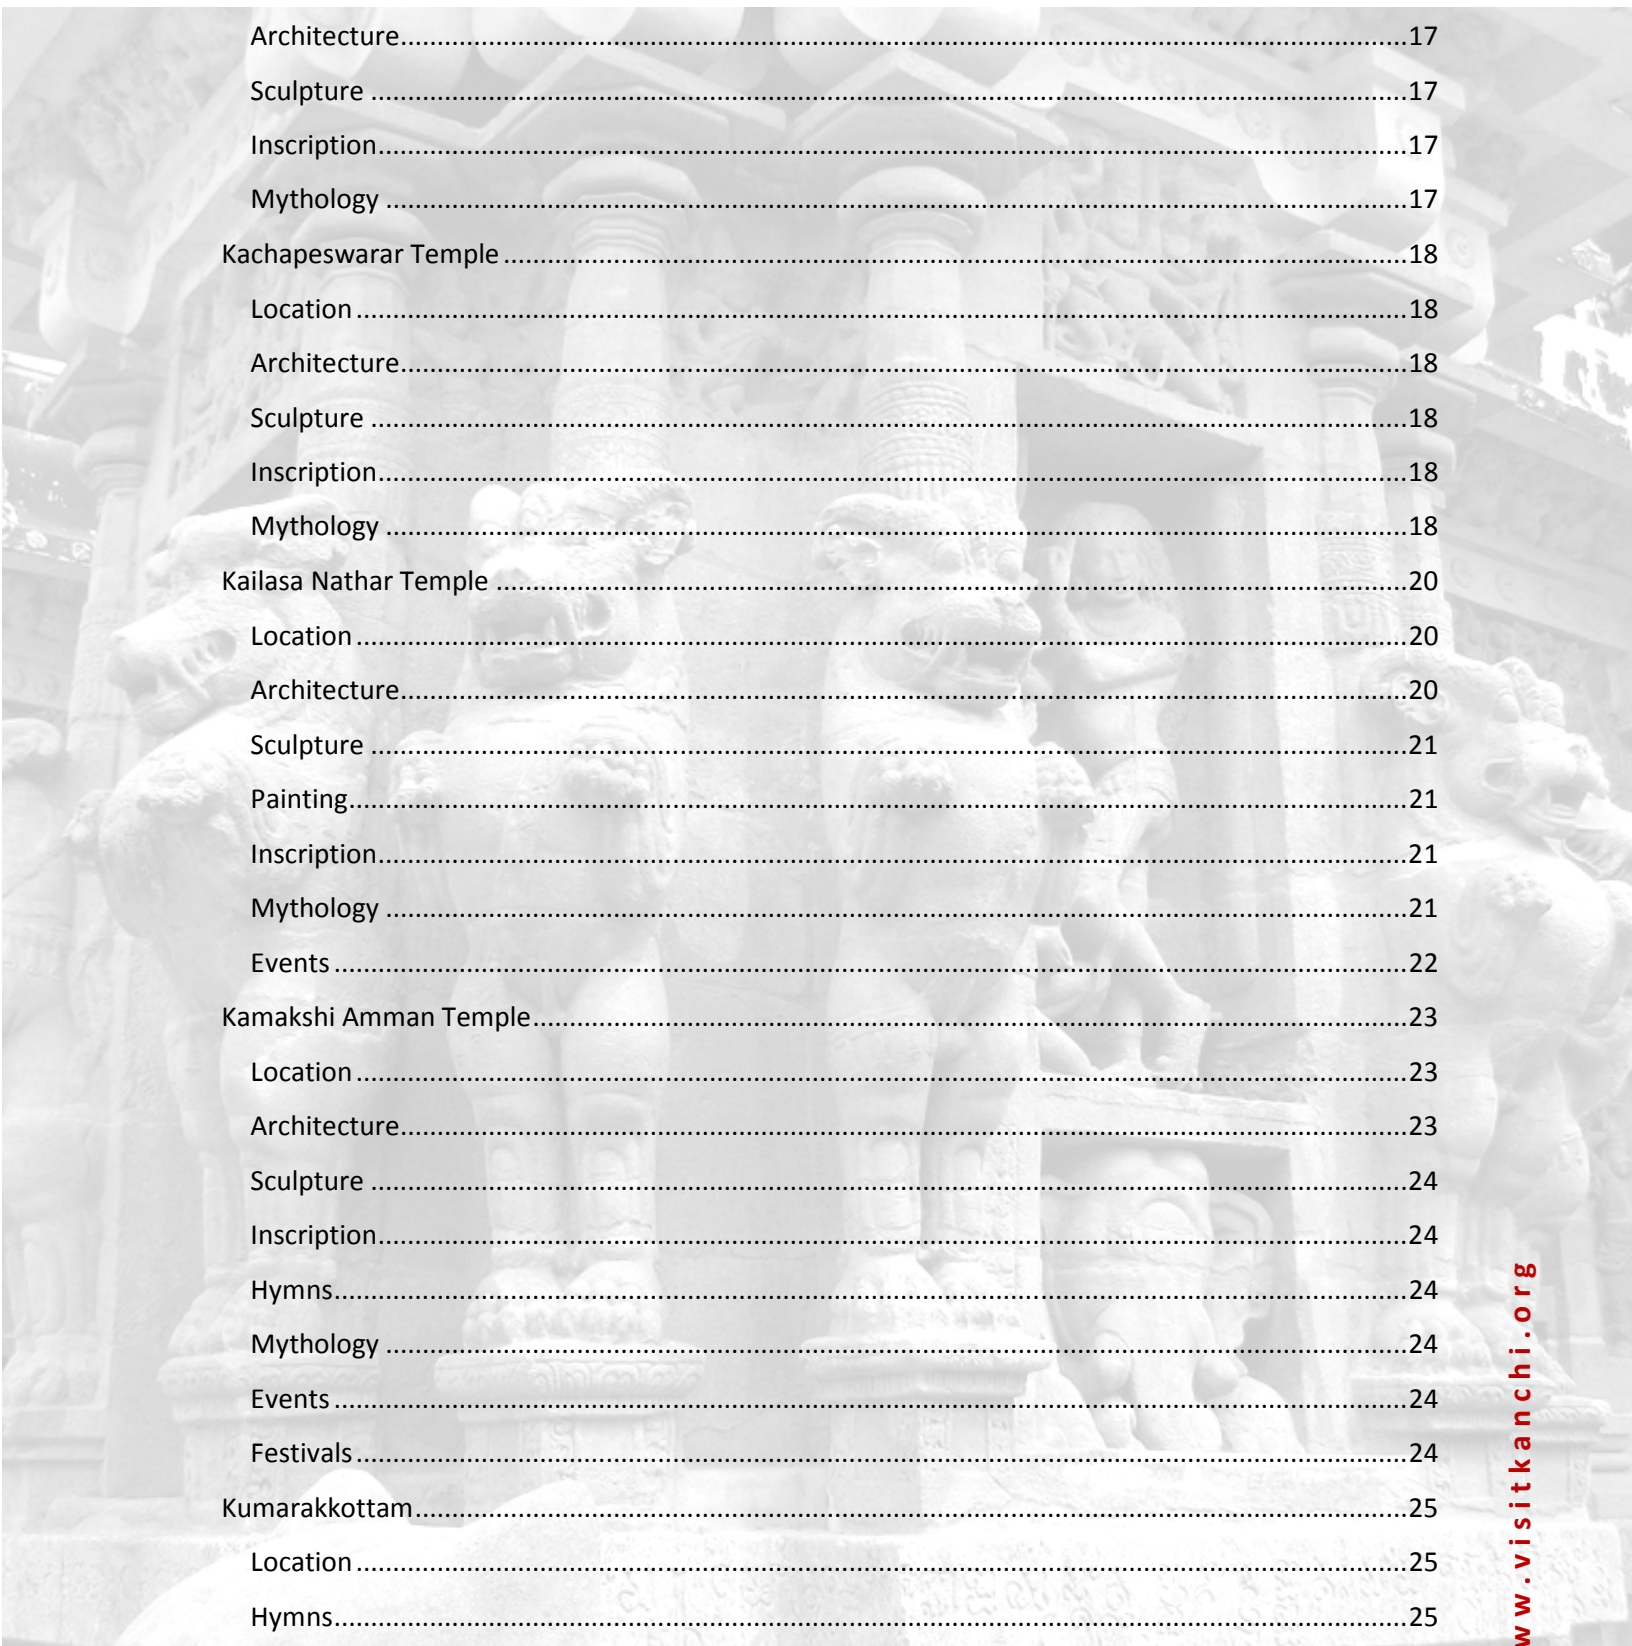 Architecture..........17
Sculpture..........17
Inscription..........17
Mythology..........17
Kachapeswarar Temple..........18
Location..........18
Architecture..........18
Sculpture..........18
Inscription..........18
Mythology..........18
Kailasa Nathar Temple..........20
Location..........20
Architecture..........20
Sculpture..........21
Painting..........21
Inscription..........21
Mythology..........21
Events..........22
Kamakshi Amman Temple..........23
Location..........23
Architecture..........23
Sculpture..........24
Inscription..........24
Hymns..........24
Mythology..........24
Events..........24
Festivals..........24
Kumarakkottam..........25
Location..........25
Hymns..........25
w w . v i s i t k a n c h i . o r g